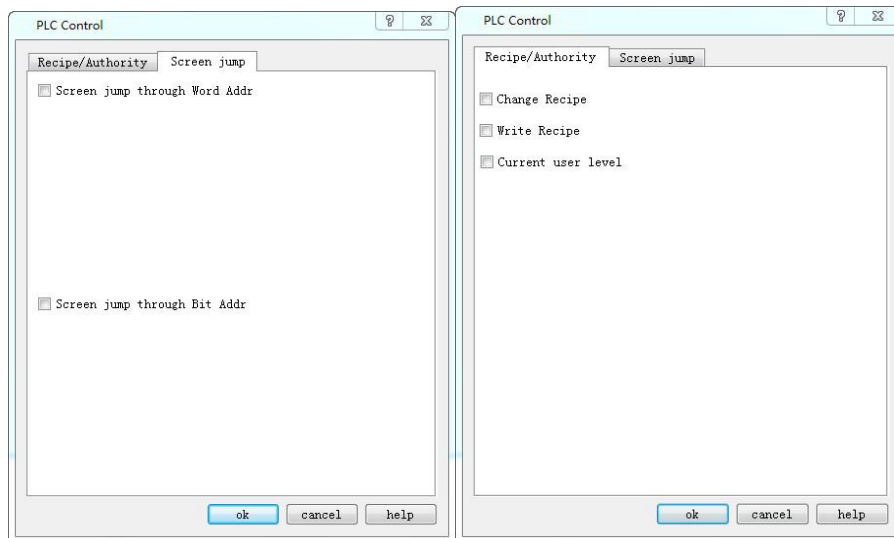 PLC Control
Recipe/Authority Screen jump
Screen jump through Word Addr
Screen jump through Bit Addr
ok cancel help
PLC Control
Recipe/Authority Screen jump
Change Recipe
Write Recipe
Current user level
ok cancel help